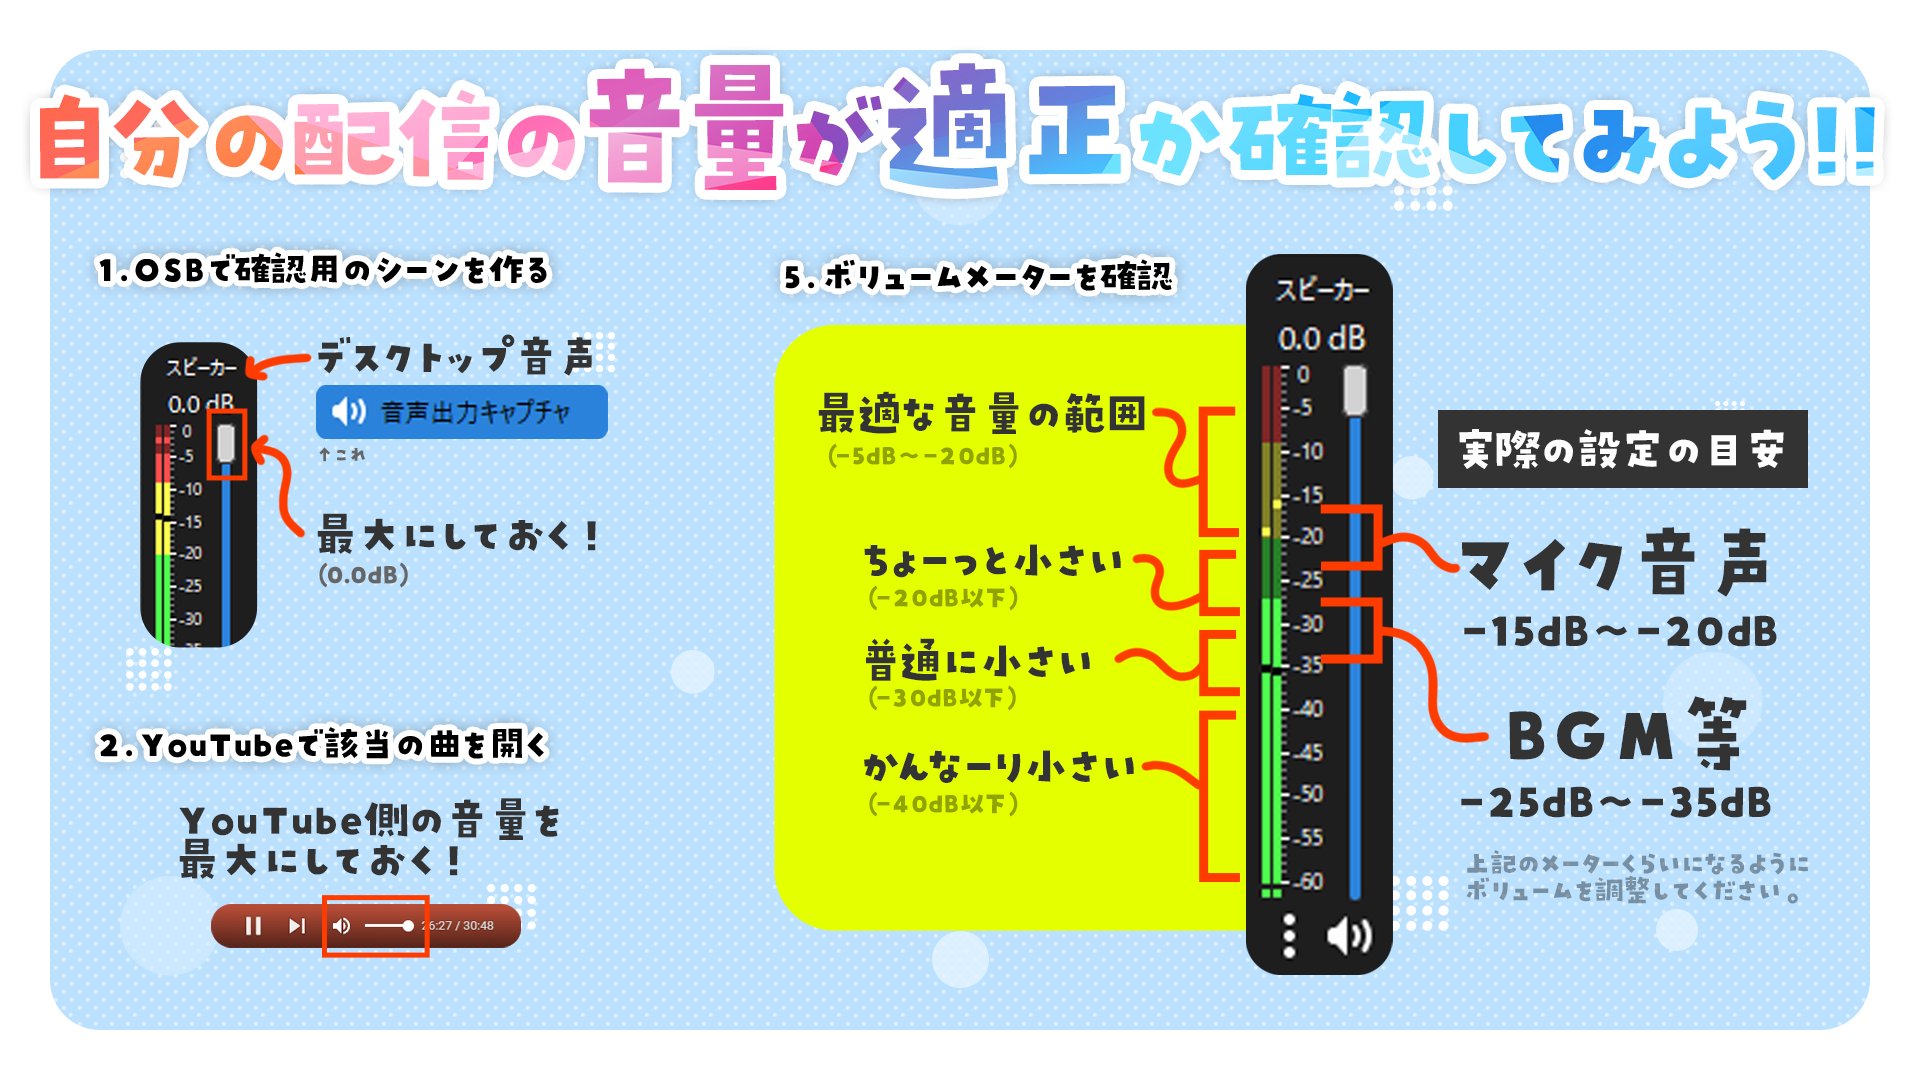 自分の配信の音量が適正か確認してみよう!!
1.OSBで確認用のシーンを作る
スピーカー
0.0 dB
0
-5
-10
-15
-20
-25
-30
-35
デスクトップ音声
音声出力キャプチャ
↑これ
最大にしておく!
(0.0dB)
2.YouTubeで該当の曲を開く
YouTube側の音量を
最大にしておく!
26:27 / 30:48
5.ボリュームメーターを確認
最適な音量の範囲
(-5dB～-20dB)
ちょーっと小さい
(-20dB以下)
普通に小さい
(-30dB以下)
かんなーり小さい
(-40dB以下)
スピーカー
0.0 dB
0
-5
-10
-15
-20
-25
-30
-35
-40
-45
-50
-55
-60
実際の設定の目安
マイク音声
-15dB～-20dB
BGM等
-25dB～-35dB
上記のメーターくらいになるように
ボリュームを調整してください。